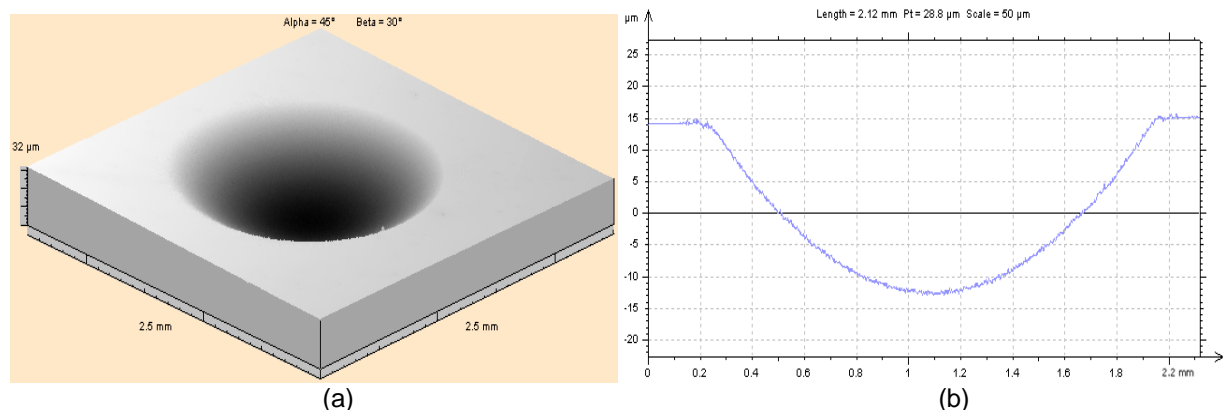 Alpha = 45° Beta = 30°
32 µm
2.5 mm
2.5 mm
(a)
Length = 2.12 mm Pt = 28.8 µm Scale = 50 µm
µm
25
20
15
10
5
0
-5
-10
-15
-20
0 0.2 0.4 0.6 0.8 1 1.2 1.4 1.6 1.8 2.2 mm
(b)